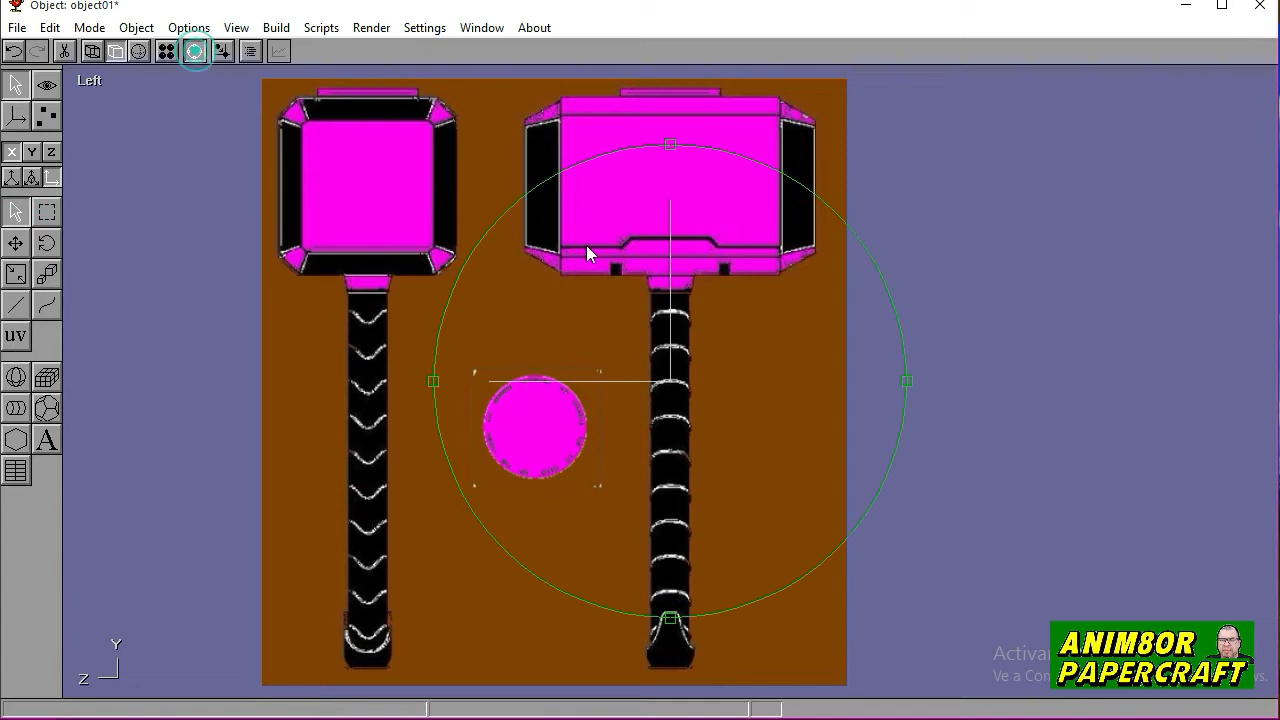 Object: object01*
File Edit Mode Object Options View Build Scripts Render Settings Window About
Left
X Y Z
UV
A
Y
Z
Activa
Ve a Con
ws.
ANIM8OR
PAPERCRAFT